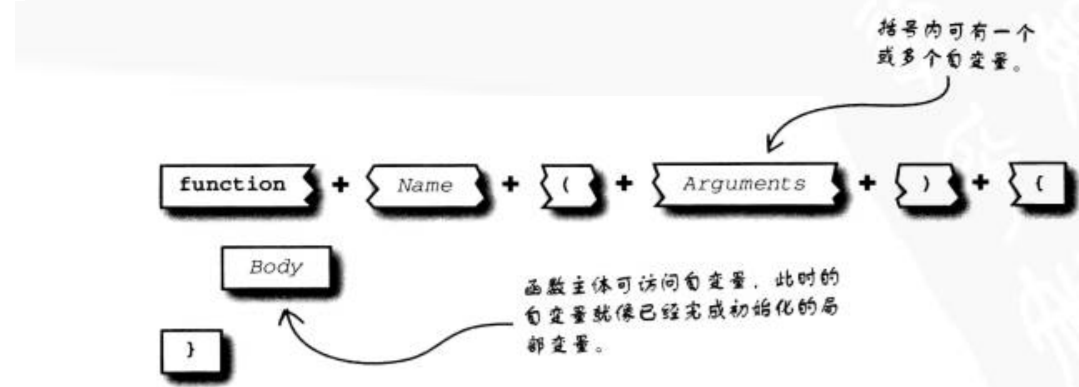 括号内可有一个
或多个自变量。
function + Name + ( + Arguments + ) + {
Body
函数主体可访问自变量，此时的
自变量就像已经完成初始化的局
部变量。
}